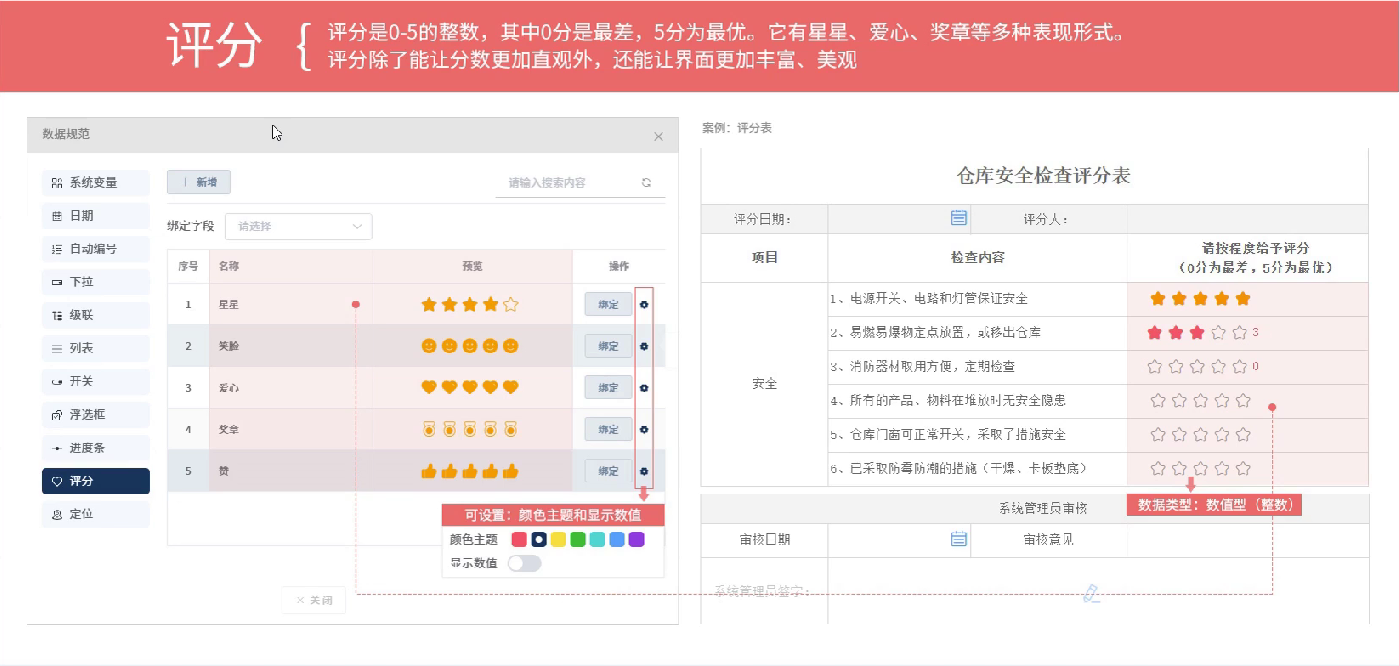 评分
评分是0-5的整数，其中0分是最差，5分为最优。它有星星、爱心、奖章等多种表现形式。
评分除了能让分数更加直观外，还能让界面更加丰富、美观
数据规范
系统变量
日期
自动编号
下拉
级联
列表
开关
浮选框
进度条
评分
定位
新增
请输入搜索内容
绑定字段 请选择
序号 名称 预览 操作
1 星星 绑定
2 笑脸 绑定
3 爱心 绑定
4 奖章 绑定
5 赞 绑定
可设置：颜色主题和显示数值
颜色主题
显示数值
× 关闭
案例：评分表
仓库安全检查评分表
评分日期： 评分人：
项目 检查内容 请按程度给予评分
（0分为最差，5分为最优）
安全
1、电源开关、电路和灯管保证安全
2、易燃易爆物定点放置，或移出仓库 3
3、消防器材取用方便，定期检查 0
4、所有的产品、物料在堆放时无安全隐患
5、仓库门窗可正常开关，采取了措施安全
6、已采取防霉防潮的措施（干燥、卡板垫底）
数据类型：数值型（整数）
系统管理员审核
审核日期 审核意见
系统管理员签字：